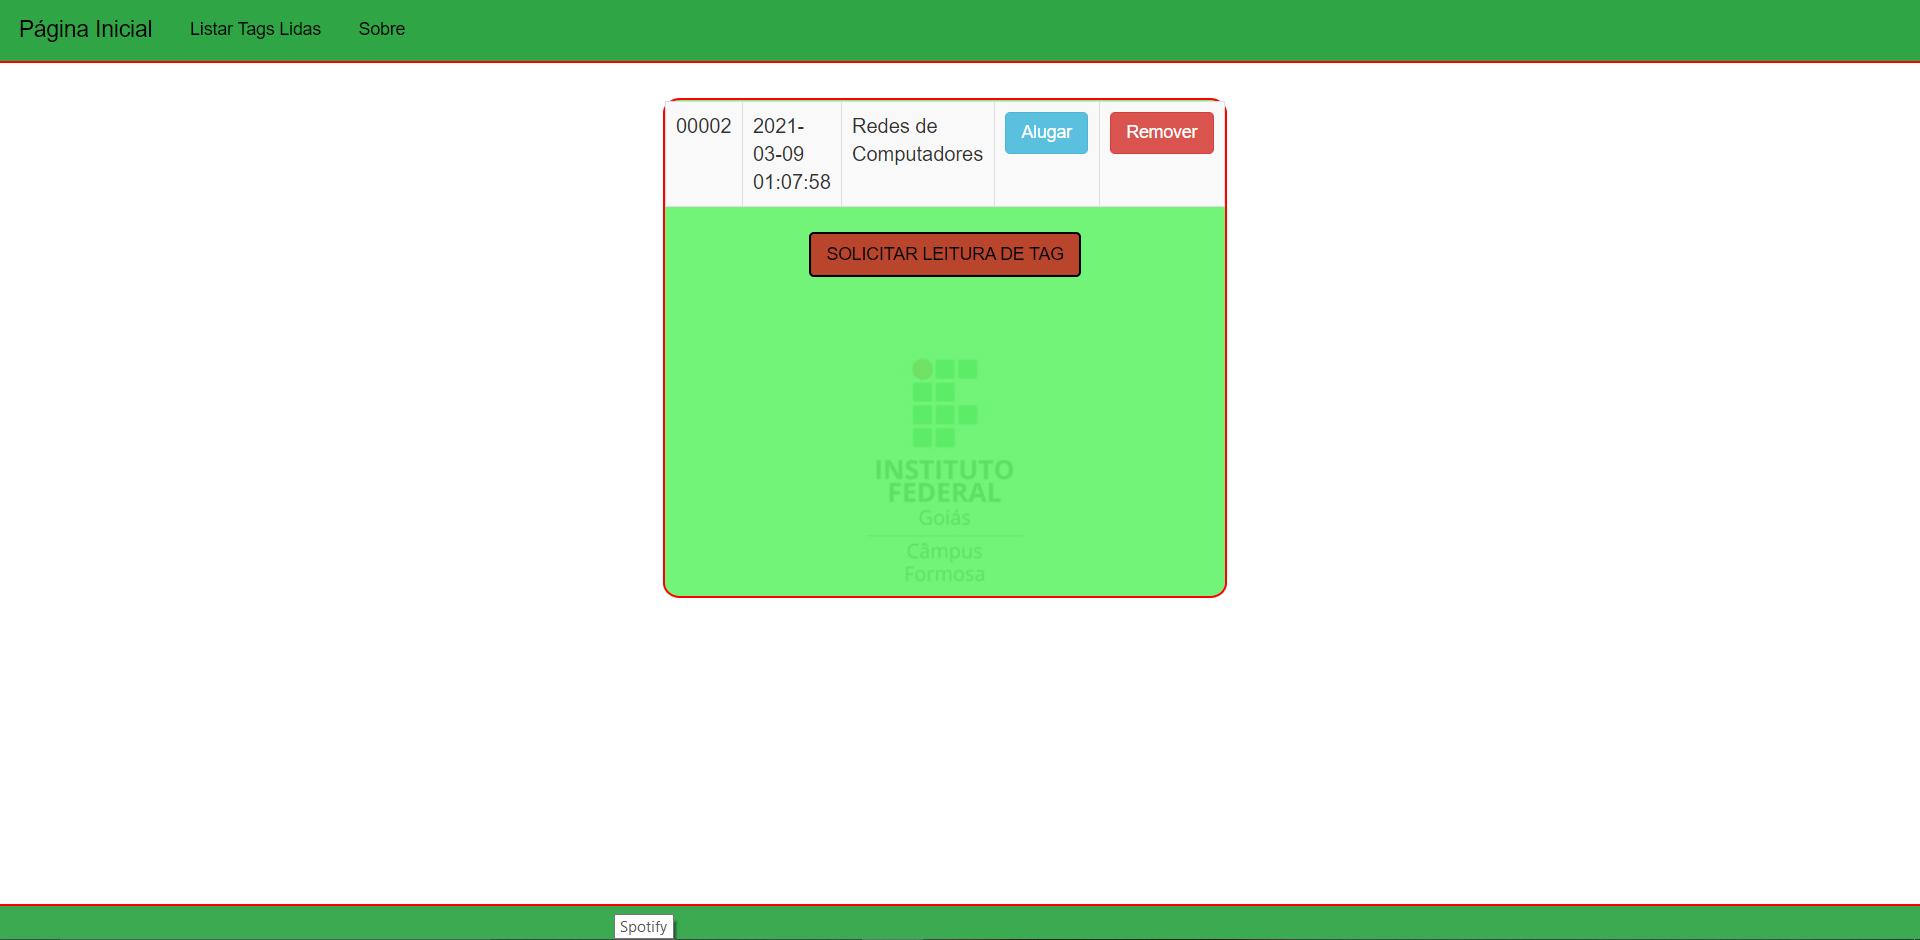 Página Inicial
Listar Tags Lidas
Sobre
00002
2021-
03-09
01:07:58
Redes de
Computadores
Alugar
Remover
SOLICITAR LEITURA DE TAG
INSTITUTO
FEDERAL
Goiás
Câmpus
Formosa
Spotify